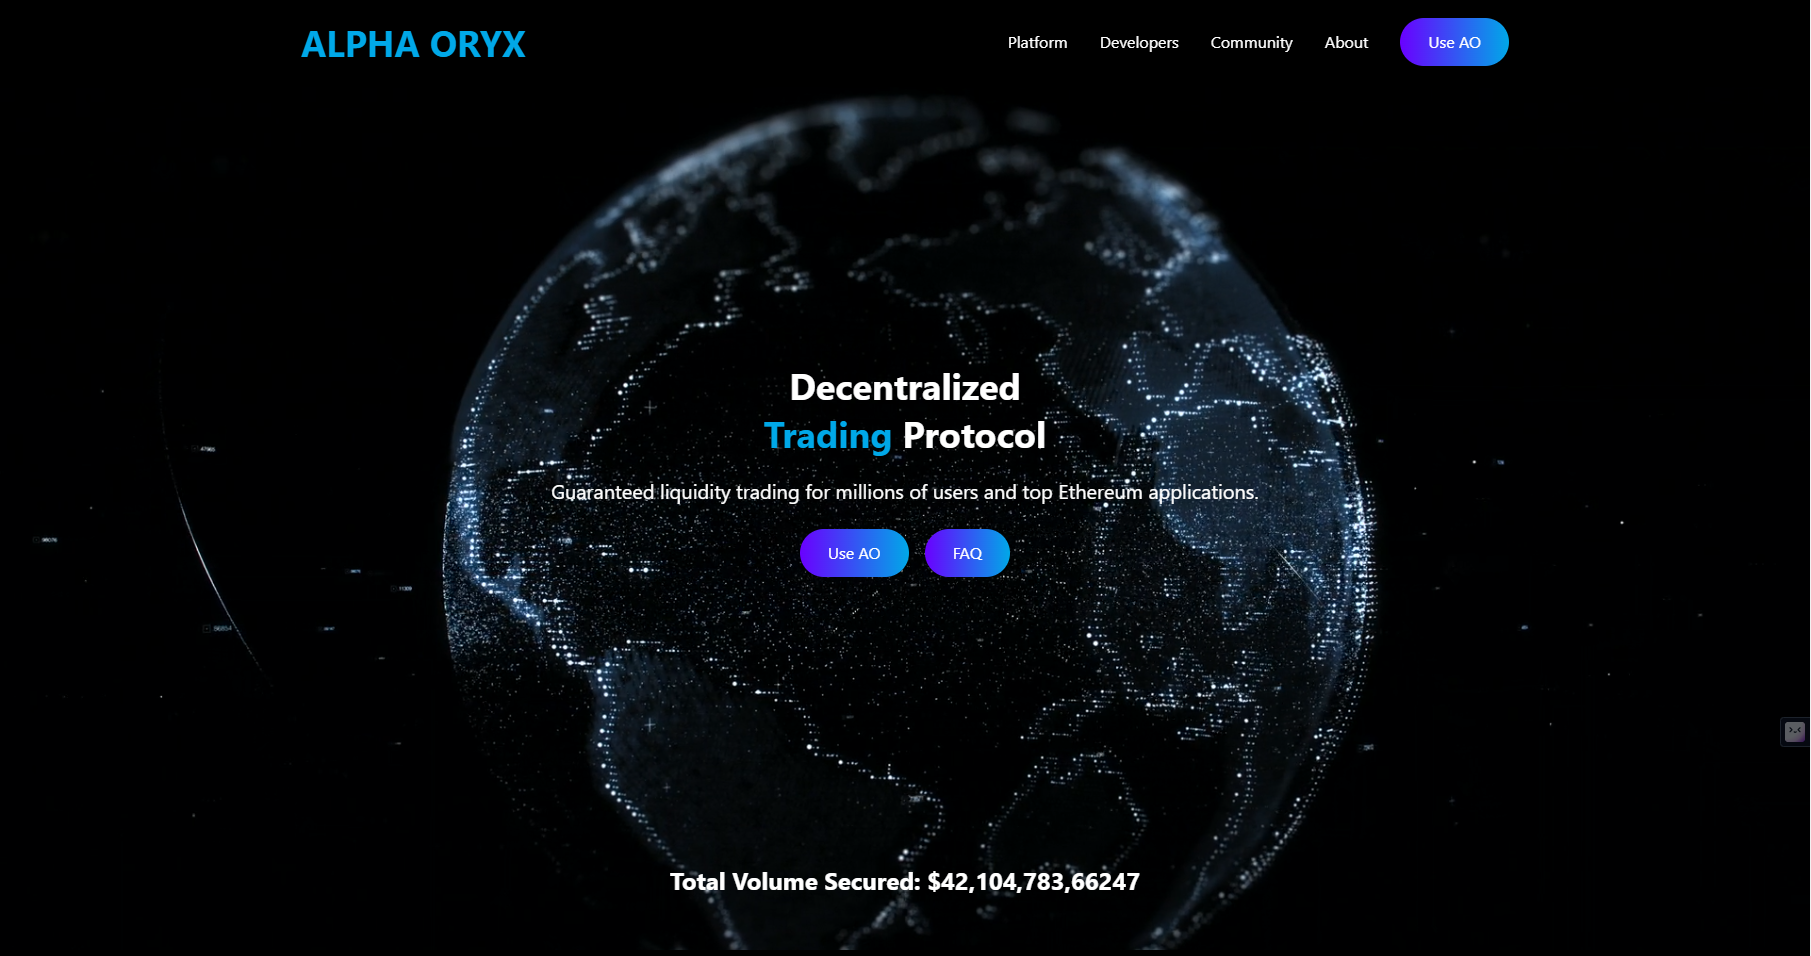 ALPHA ORYX
Platform
Developers
Community
About
Use AO
Decentralized
Trading Protocol
Guaranteed liquidity trading for millions of users and top Ethereum applications.
Use AO
FAQ
Total Volume Secured: $42,104,783,66247